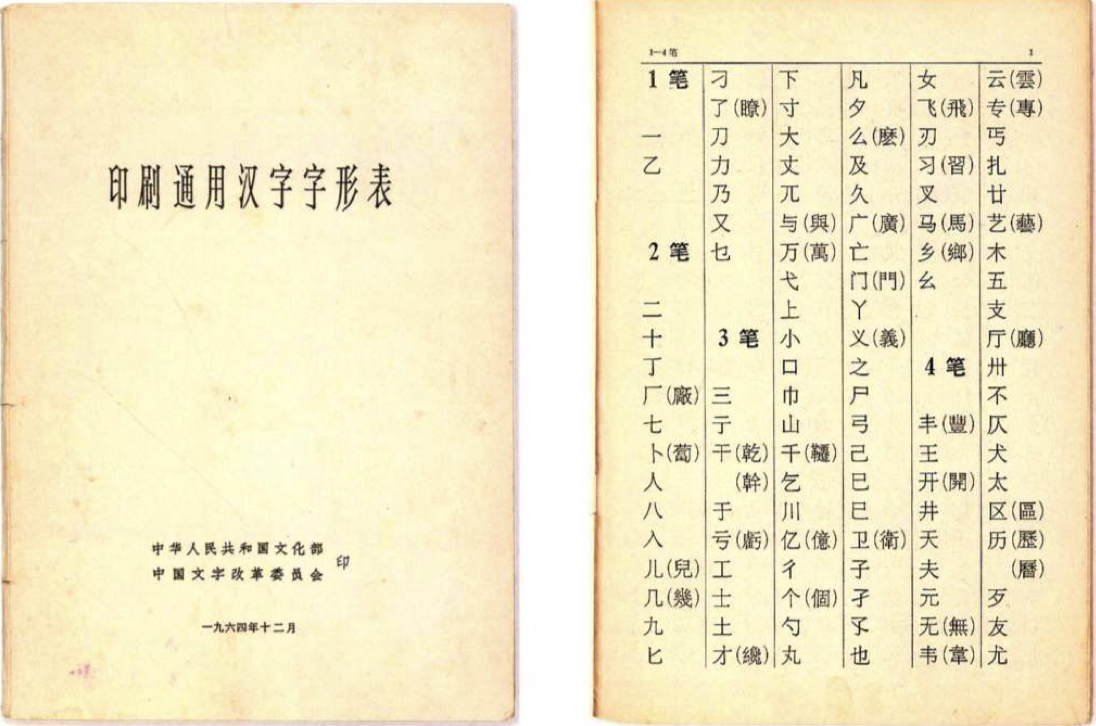 印刷通用汉字字形表
中华人民共和国文化部
中国文字改革委员会
印
一九六四年十二月
1—4笔
1
1笔
一
乙
2笔
二
十
丁
厂(廠)
七
卜(蔔)
人
八
入
儿(兒)
几(幾)
九
匕
刁
了(瞭)
刀
力
乃
又
乜
3笔
三
亍
干(乾)
(幹)
于
亏(虧)
工
士
土
才(纔)
下
寸
大
丈
兀
与(與)
万(萬)
弋
上
小
口
巾
山
千(韆)
乞
川
亿(億)
彳
个(個)
勺
丸
凡
夕
么(麽)
及
久
广(廣)
亡
门(門)
丫
义(義)
之
尸
弓
己
已
巳
卫(衛)
子
孑
孓
也
女
飞(飛)
刃
习(習)
叉
马(馬)
乡(鄉)
幺
4笔
丰(豐)
王
开(開)
井
天
夫
元
无(無)
韦(韋)
云(雲)
专(專)
丐
扎
廿
艺(藝)
木
五
支
厅(廳)
卅
不
仄
犬
太
区(區)
历(歷)
(曆)
歹
友
尤